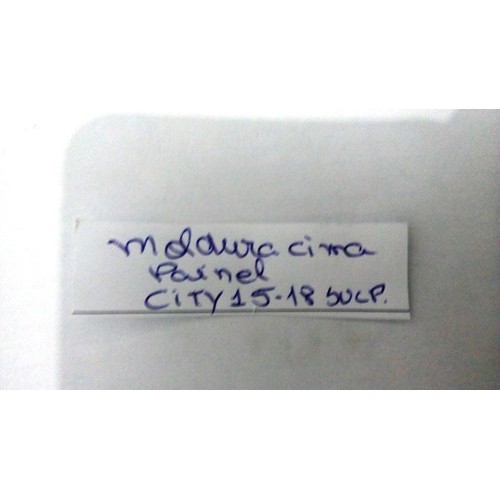 moldura cima
Painel
CITY 15-18 SUCP.